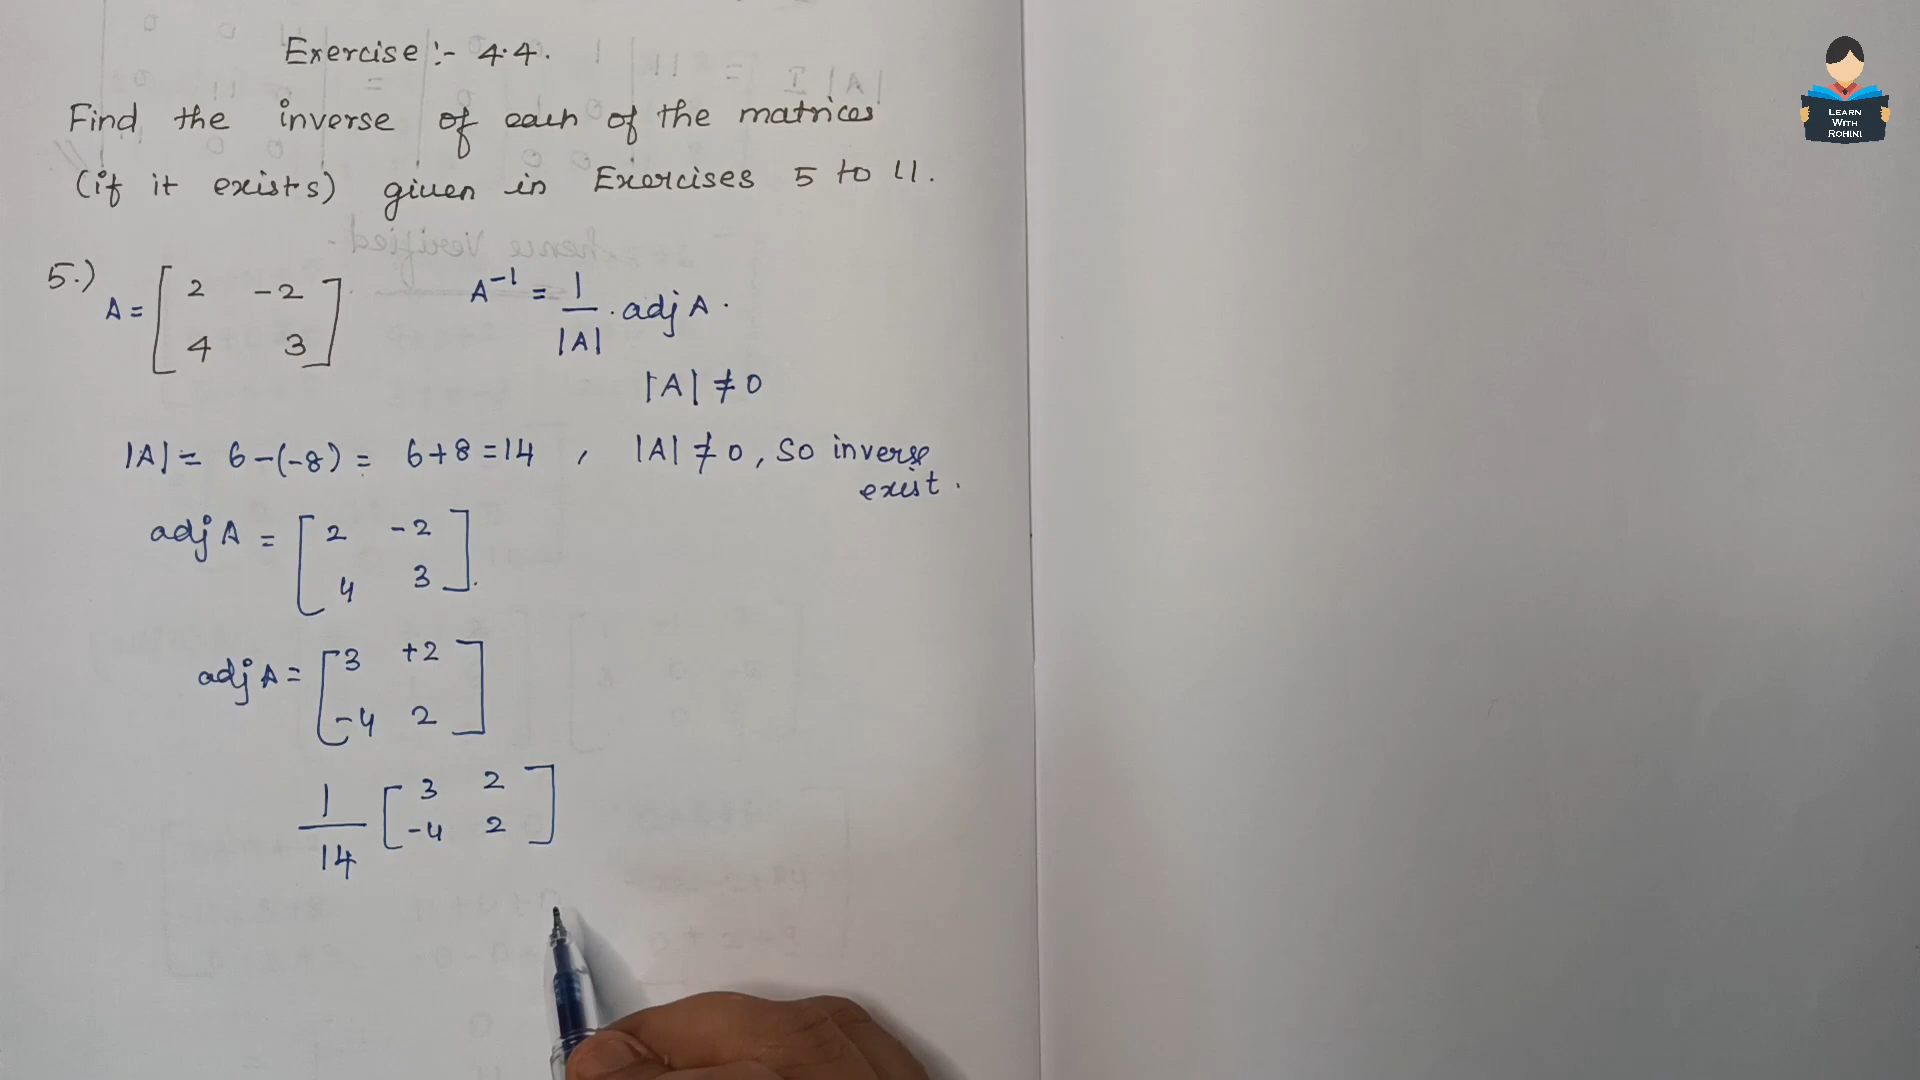 Exercise :- 4.4.
Find the inverse of each of the matrices
(if it exists) given in Exercises 5 to 11.
5.) A = [ 2 -2
4 3 ]
A⁻¹ = 1/|A| . adj A .
|A| ≠ 0
|A| = 6-(-8) = 6+8 = 14 , |A| ≠ 0, So inverse
exist .
adj A = [ 2 -2
4 3 ].
adj A = [ 3 +2
-4 2 ]
1/14 [ 3 2
-4 2 ]
LEARN
WITH
ROHINI